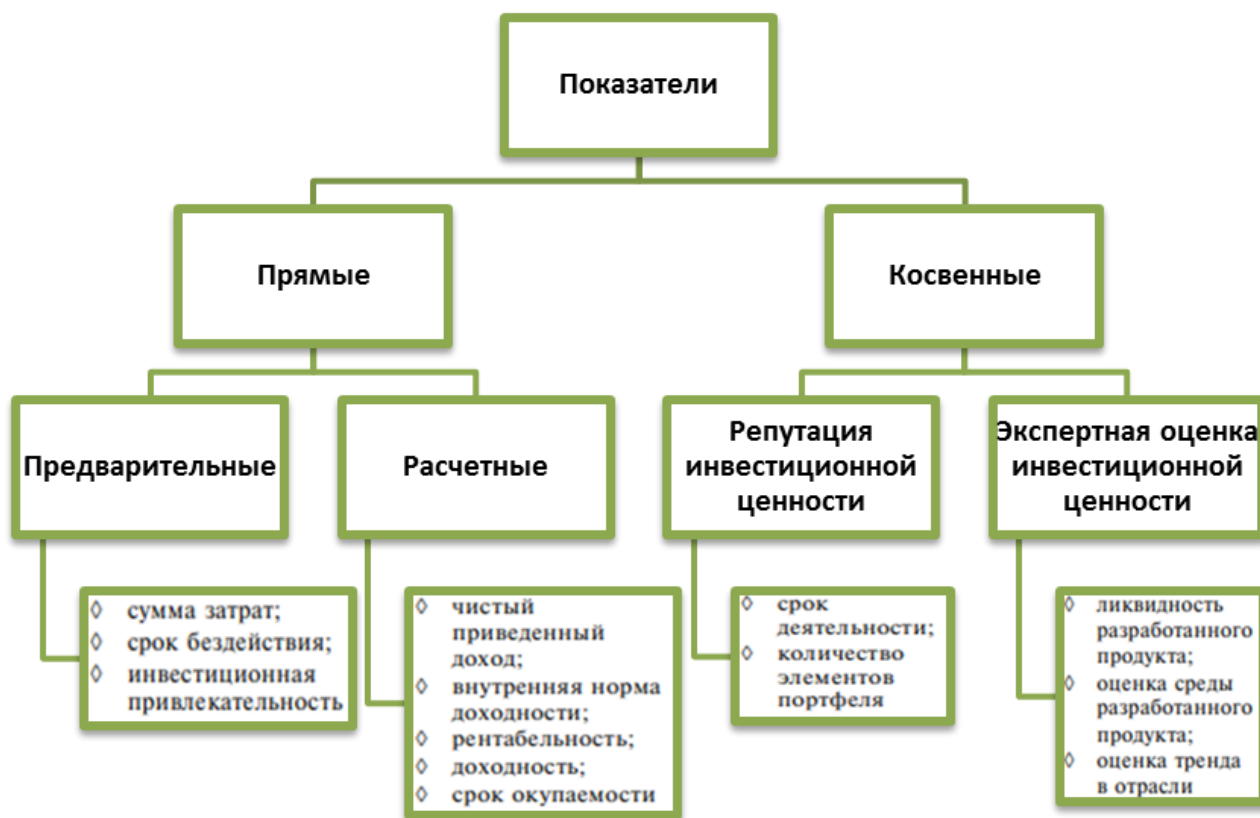 Показатели
Прямые
Косвенные
Предварительные
Расчетные
Репутация
инвестиционной
ценности
Экспертная оценка
инвестиционной
ценности
◊ сумма затрат;
◊ срок бездействия;
◊ инвестиционная
привлекательность
◊ чистый
приведенный
доход;
◊ внутренняя норма
доходности;
◊ рентабельность;
◊ доходность;
◊ срок окупаемости
◊ срок
деятельности;
◊ количество
элементов
портфеля
◊ ликвидность
разработанного
продукта;
◊ оценка среды
разработанного
продукта;
◊ оценка тренда
в отрасли